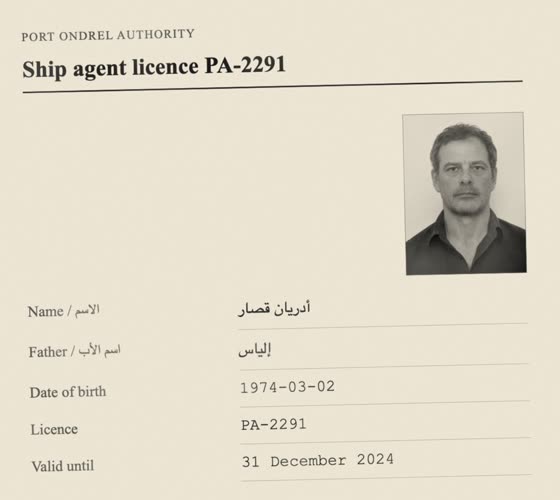 PORT ONDREL AUTHORITY
Ship agent licence PA-2291
Name / الاسم أدريان قصار
Father / اسم الأب إلياس
Date of birth 1974-03-02
Licence PA-2291
Valid until 31 December 2024